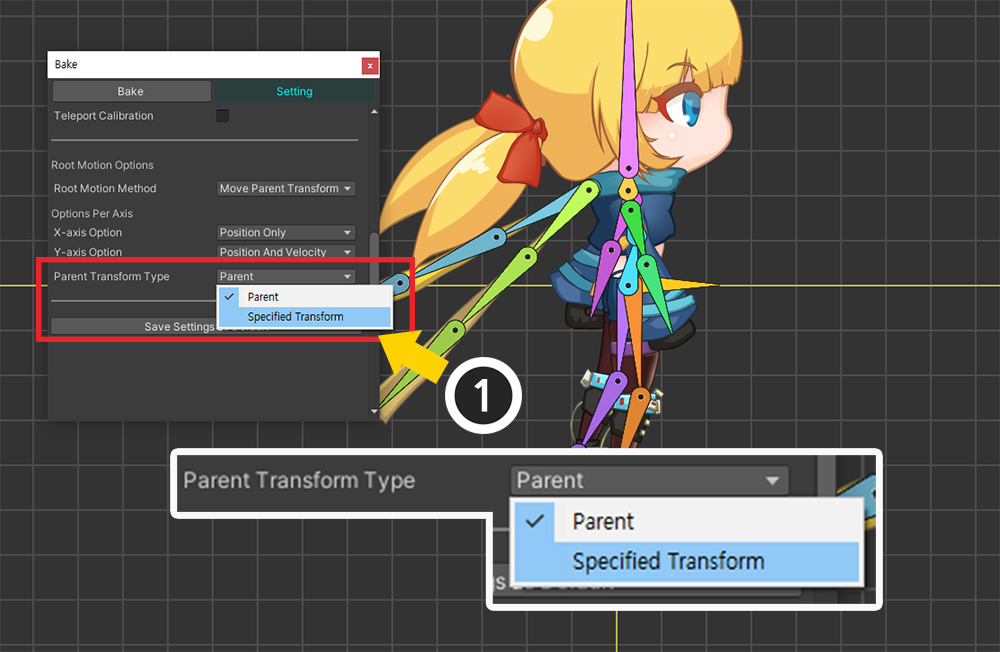 Bake
x
Bake Setting
Teleport Calibration
Root Motion Options
Root Motion Method Move Parent Transform
Options Per Axis
X-axis Option Position Only
Y-axis Option Position And Velocity
Parent Transform Type Parent
Parent
Specified Transform
Save Settings
1
Parent Transform Type Parent
Parent
Specified Transform